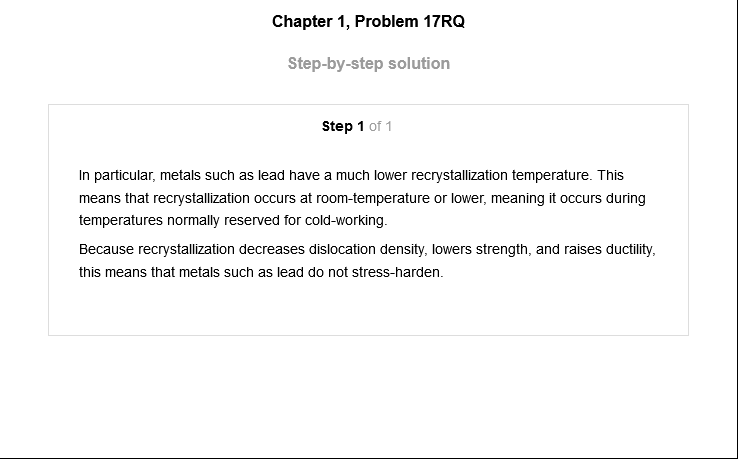 Chapter 1, Problem 17RQ
Step-by-step solution
Step 1 of 1
In particular, metals such as lead have a much lower recrystallization temperature. This
means that recrystallization occurs at room-temperature or lower, meaning it occurs during
temperatures normally reserved for cold-working.
Because recrystallization decreases dislocation density, lowers strength, and raises ductility,
this means that metals such as lead do not stress-harden.